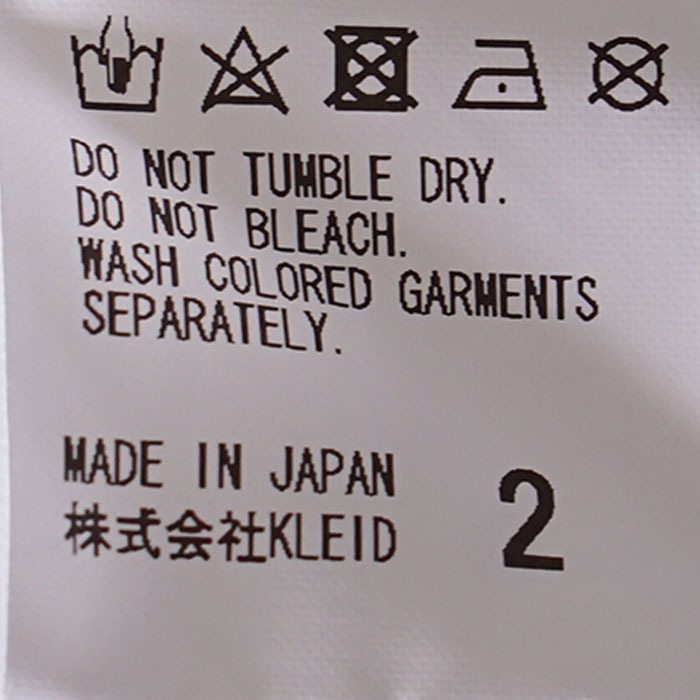 DO NOT TUMBLE DRY.
DO NOT BLEACH.
WASH COLORED GARMENTS
SEPARATELY.
MADE IN JAPAN
株式会社KLEID
2